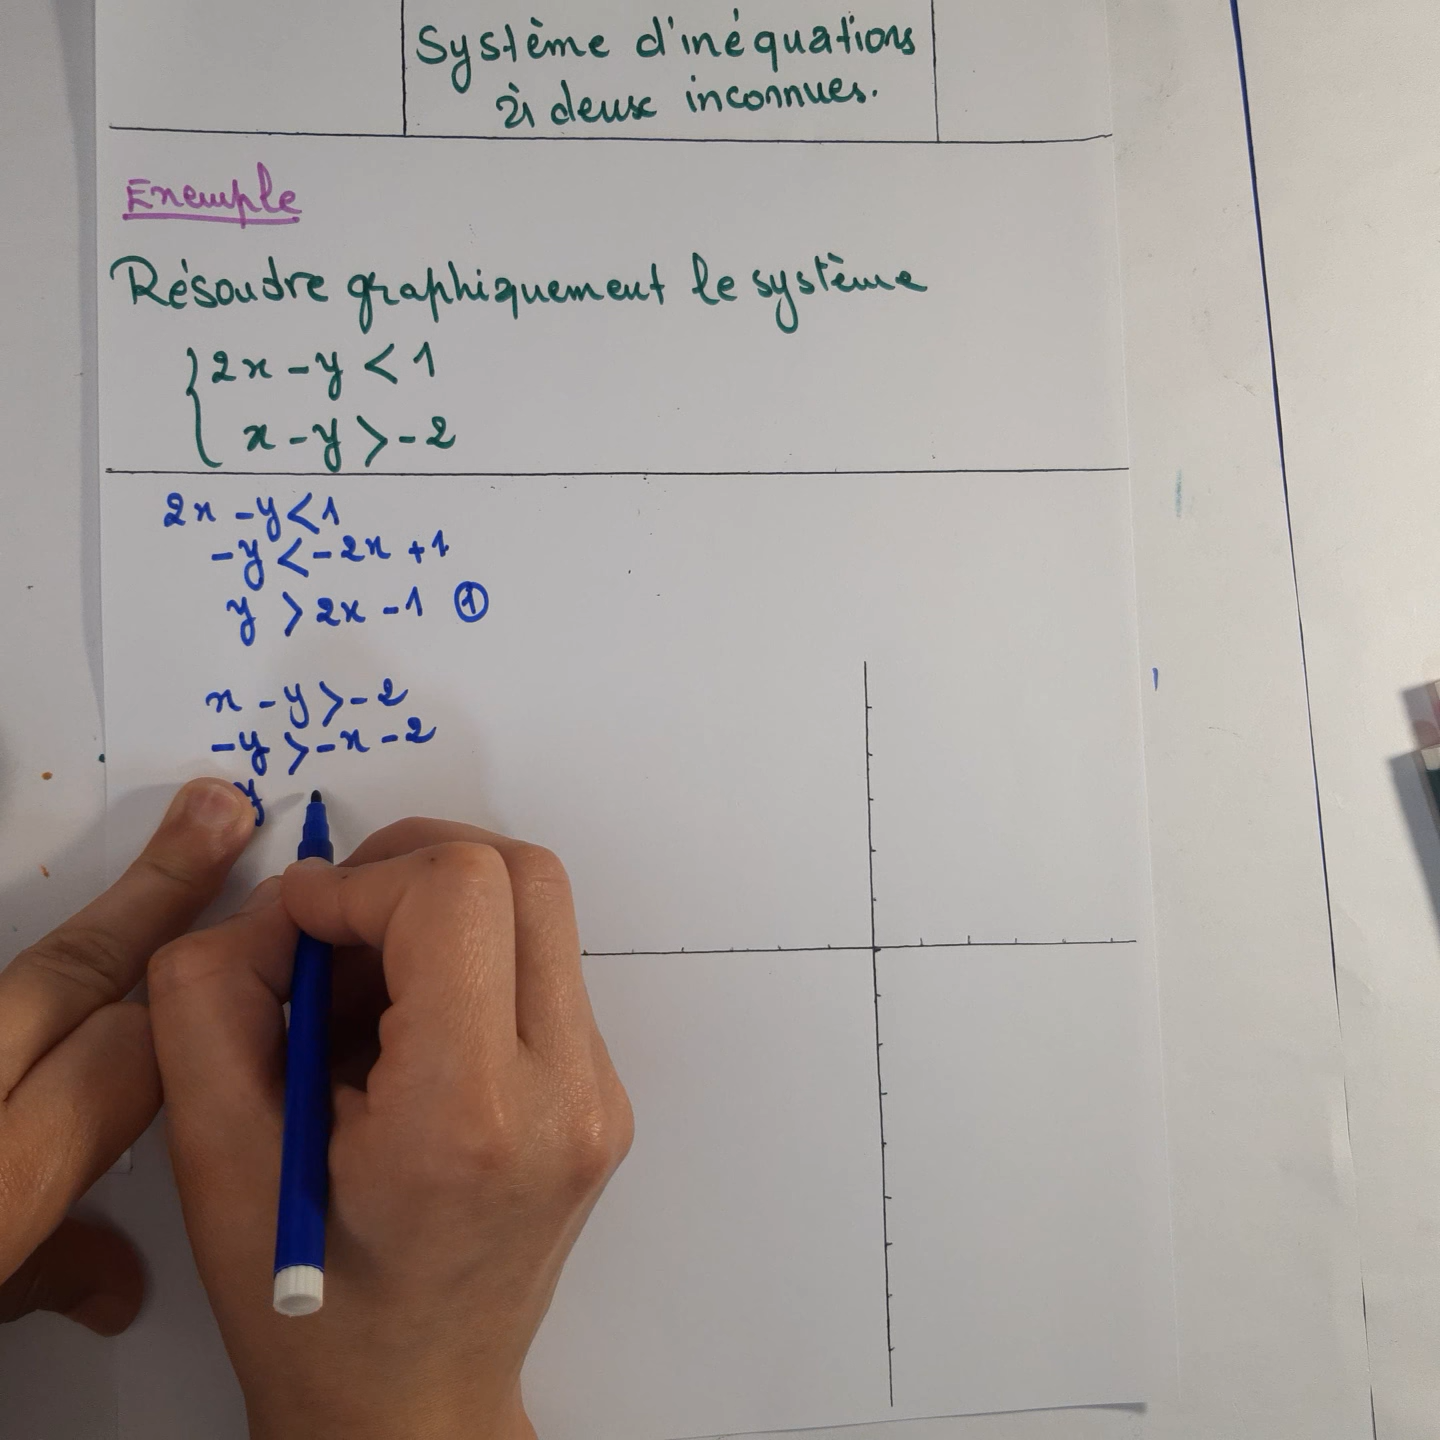 Système d'inéquations
à deux inconnues.
Exemple
Résoudre graphiquement le système
{2x - y < 1
x - y > -2
2x - y < 1
-y < -2x + 1
y > 2x - 1 ①
x - y > -2
-y > -x - 2
y